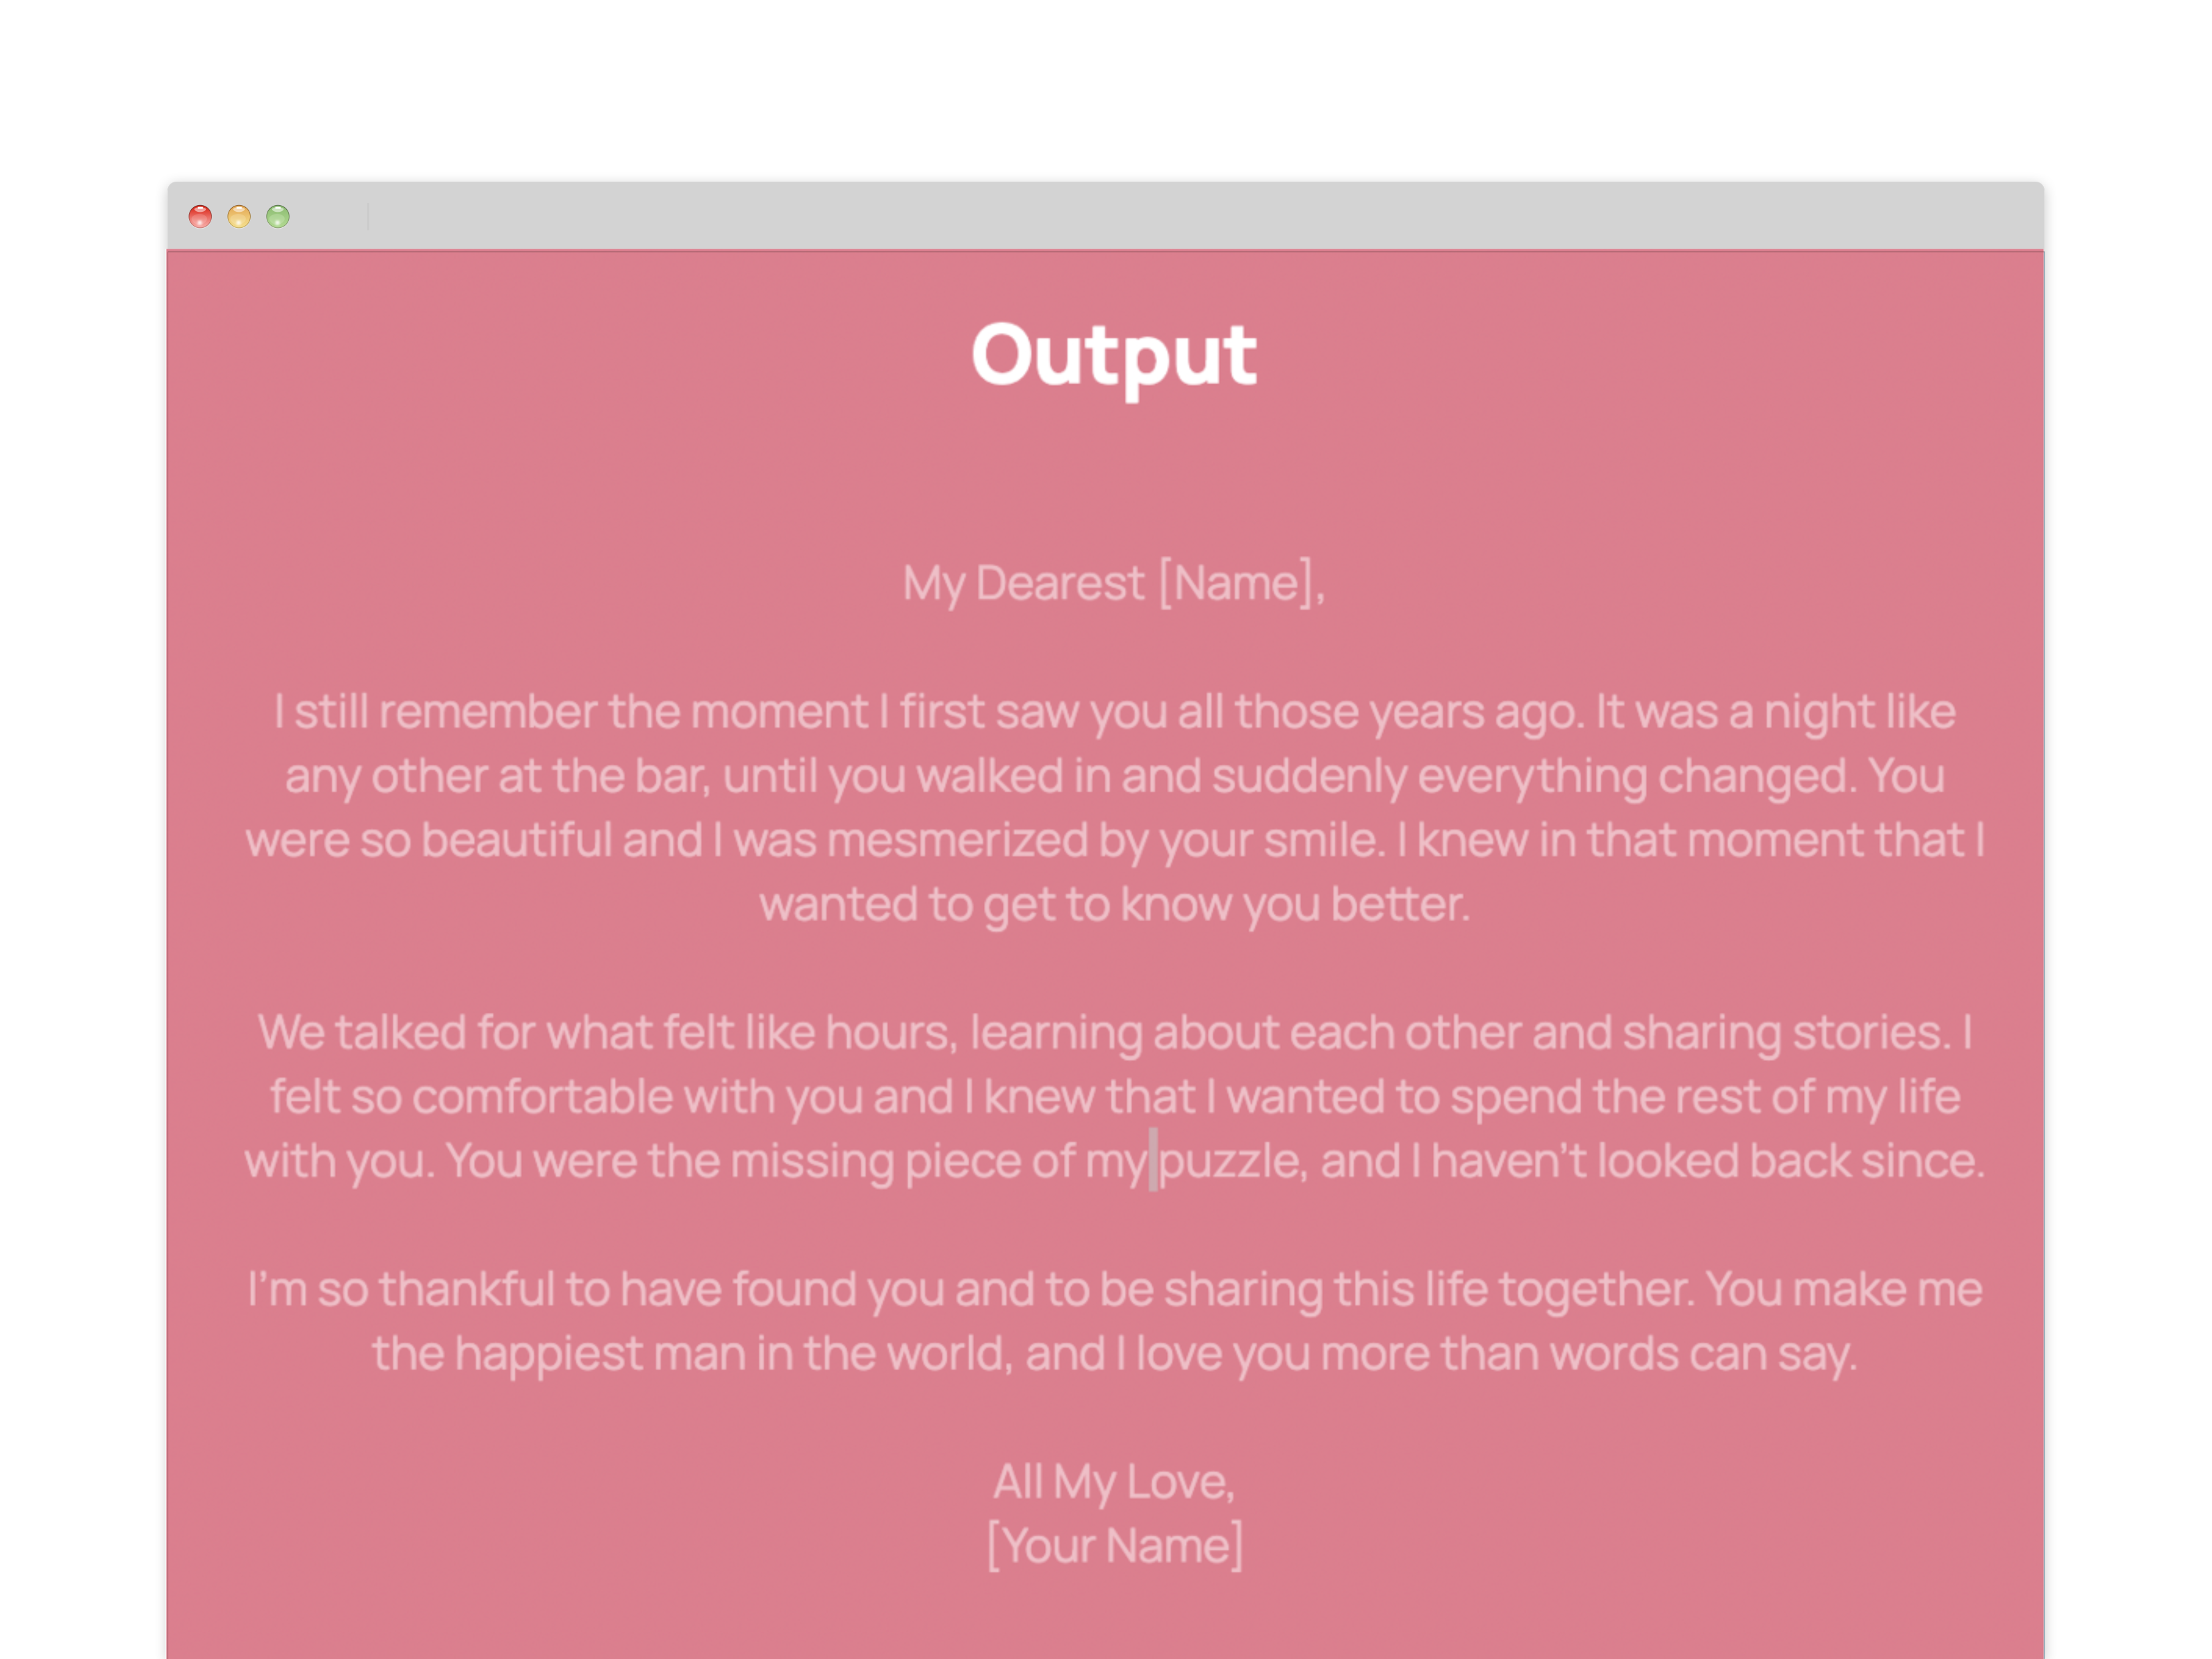 Output
My Dearest [Name],
I still remember the moment I first saw you all those years ago. It was a night like
any other at the bar, until you walked in and suddenly everything changed. You
were so beautiful and I was mesmerized by your smile. I knew in that moment that I
wanted to get to know you better.
We talked for what felt like hours, learning about each other and sharing stories. I
felt so comfortable with you and I knew that I wanted to spend the rest of my life
with you. You were the missing piece of my puzzle, and I haven't looked back since.
I'm so thankful to have found you and to be sharing this life together. You make me
the happiest man in the world, and I love you more than words can say.
All My Love,
[Your Name]